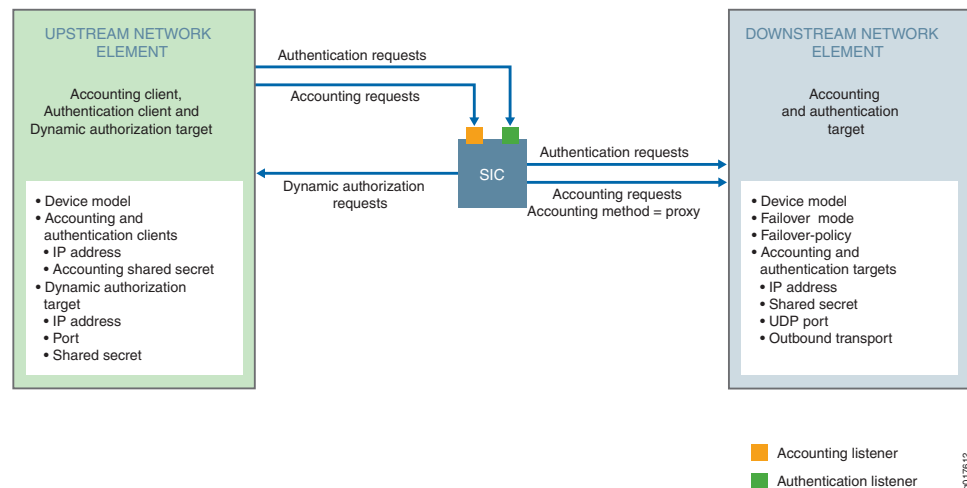 UPSTREAM NETWORK
ELEMENT
Accounting client,
Authentication client and
Dynamic authorization target
• Device model
• Accounting and
authentication clients
• IP address
• Accounting shared secret
• Dynamic authorization
target
• IP address
• Port
• Shared secret
Authentication requests
Accounting requests
SIC
Dynamic authorization
requests
Authentication requests
Accounting requests
Accounting method = proxy
DOWNSTREAM NETWORK
ELEMENT
Accounting
and authentication
target
• Device model
• Failover mode
• Failover-policy
• Accounting and
authentication targets
• IP address
• Shared secret
• UDP port
• Outbound transport
Accounting listener
Authentication listener